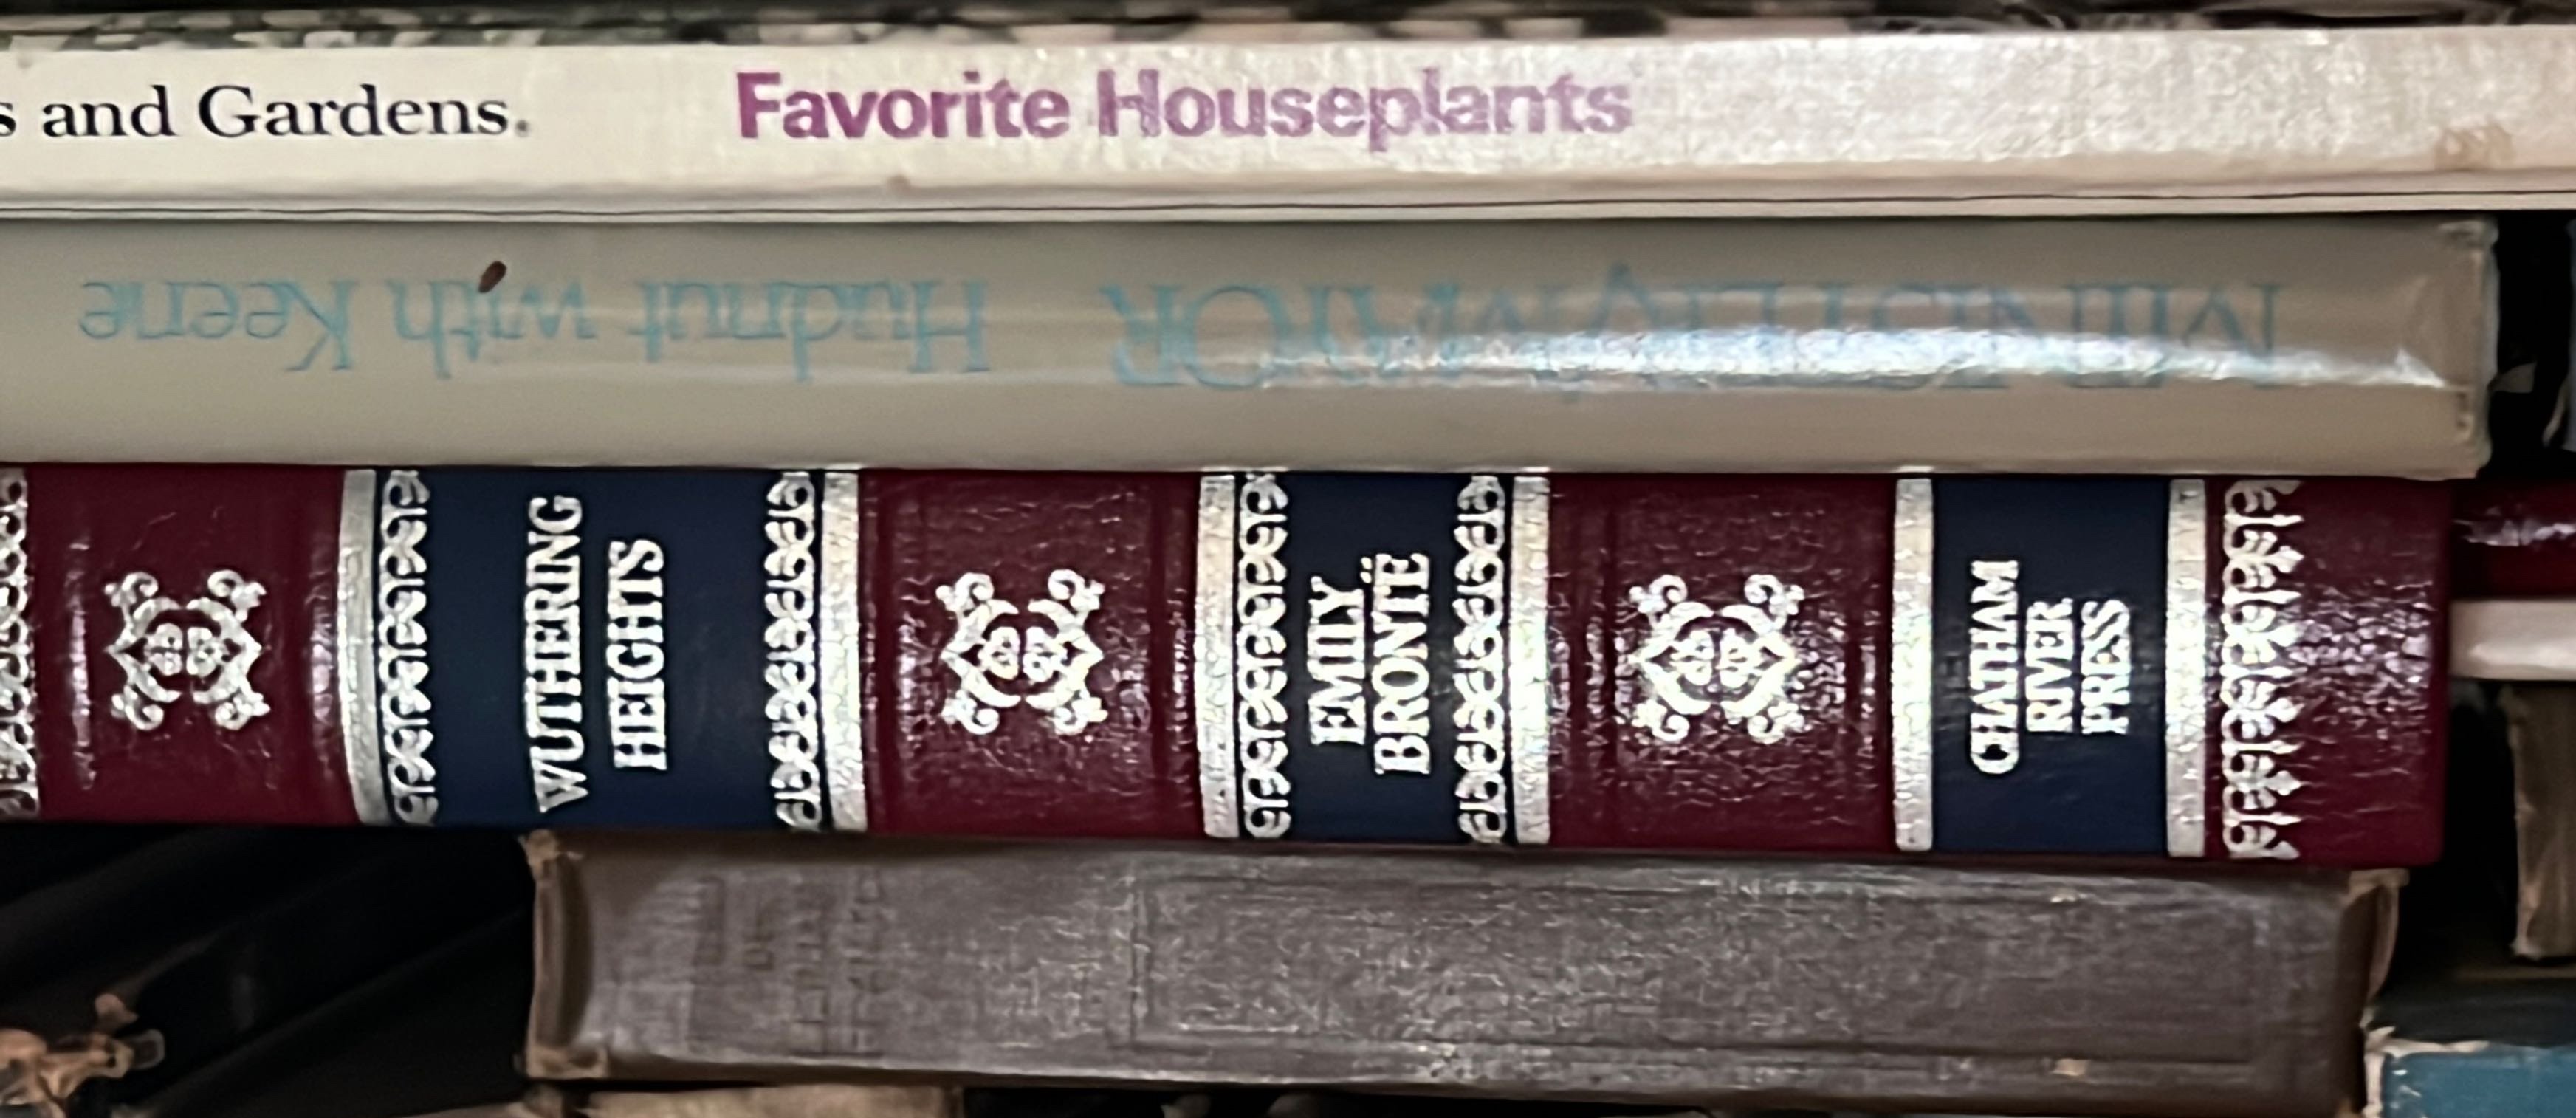 s and Gardens. Favorite Houseplants
Hudnut with Keene
WUTHERING
HEIGHTS
EMILY
BRONTË
CHATHAM
RIVER
PRESS